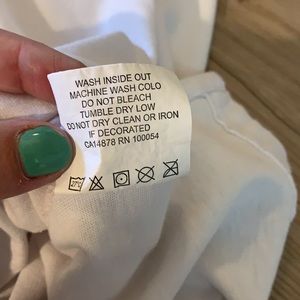 WASH INSIDE OUT
MACHINE WASH COLD
DO NOT BLEACH
TUMBLE DRY LOW
DO NOT DRY CLEAN OR IRON
IF DECORATED
CA14878 RN 100054